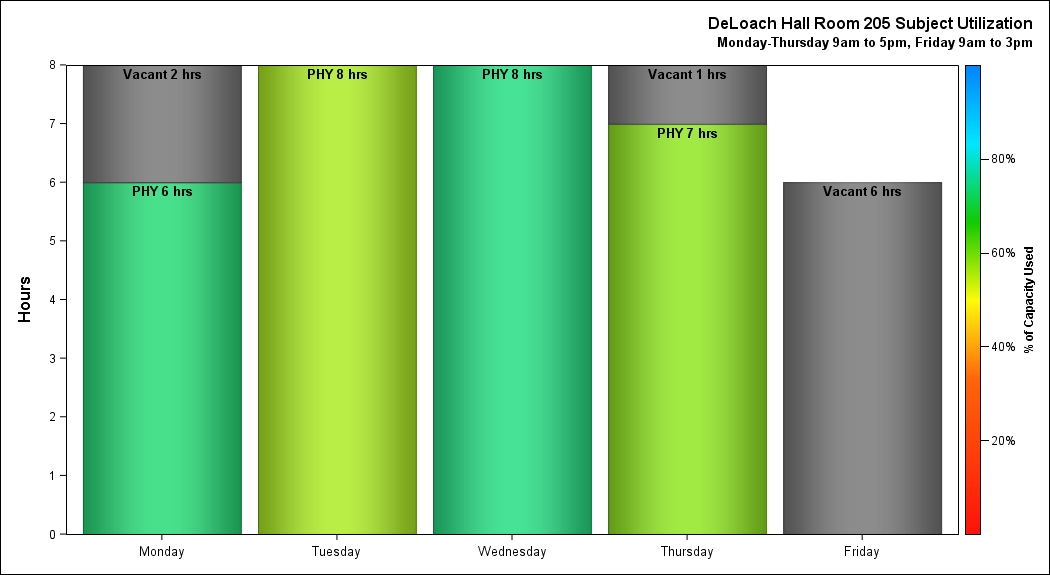 DeLoach Hall Room 205 Subject Utilization
Monday-Thursday 9am to 5pm, Friday 9am to 3pm
Hours
8
7
6
5
4
3
2
1
0
Vacant 2 hrs
PHY 6 hrs
PHY 8 hrs
PHY 8 hrs
Vacant 1 hrs
PHY 7 hrs
Vacant 6 hrs
Monday
Tuesday
Wednesday
Thursday
Friday
80%
60%
40%
20%
% of Capacity Used